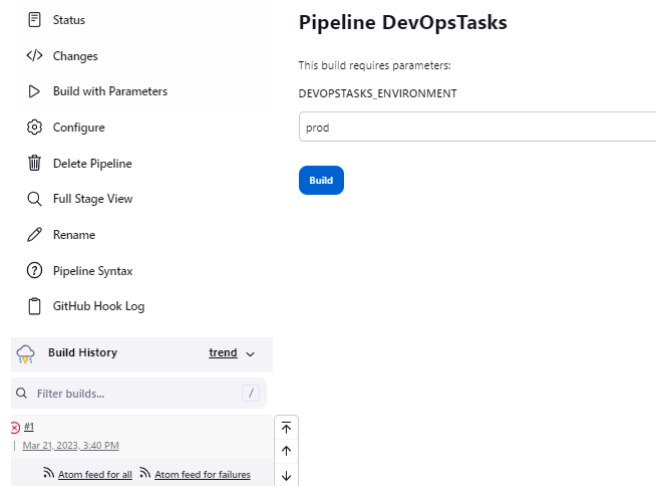 Status
Changes
Build with Parameters
Configure
Delete Pipeline
Full Stage View
Rename
Pipeline Syntax
GitHub Hook Log
Build History
trend
Filter builds...
/
#1
Mar 21, 2023, 3:40 PM
Atom feed for all Atom feed for failures
Pipeline DevOpsTasks
This build requires parameters:
DEVOPSTASKS_ENVIRONMENT
prod
Build